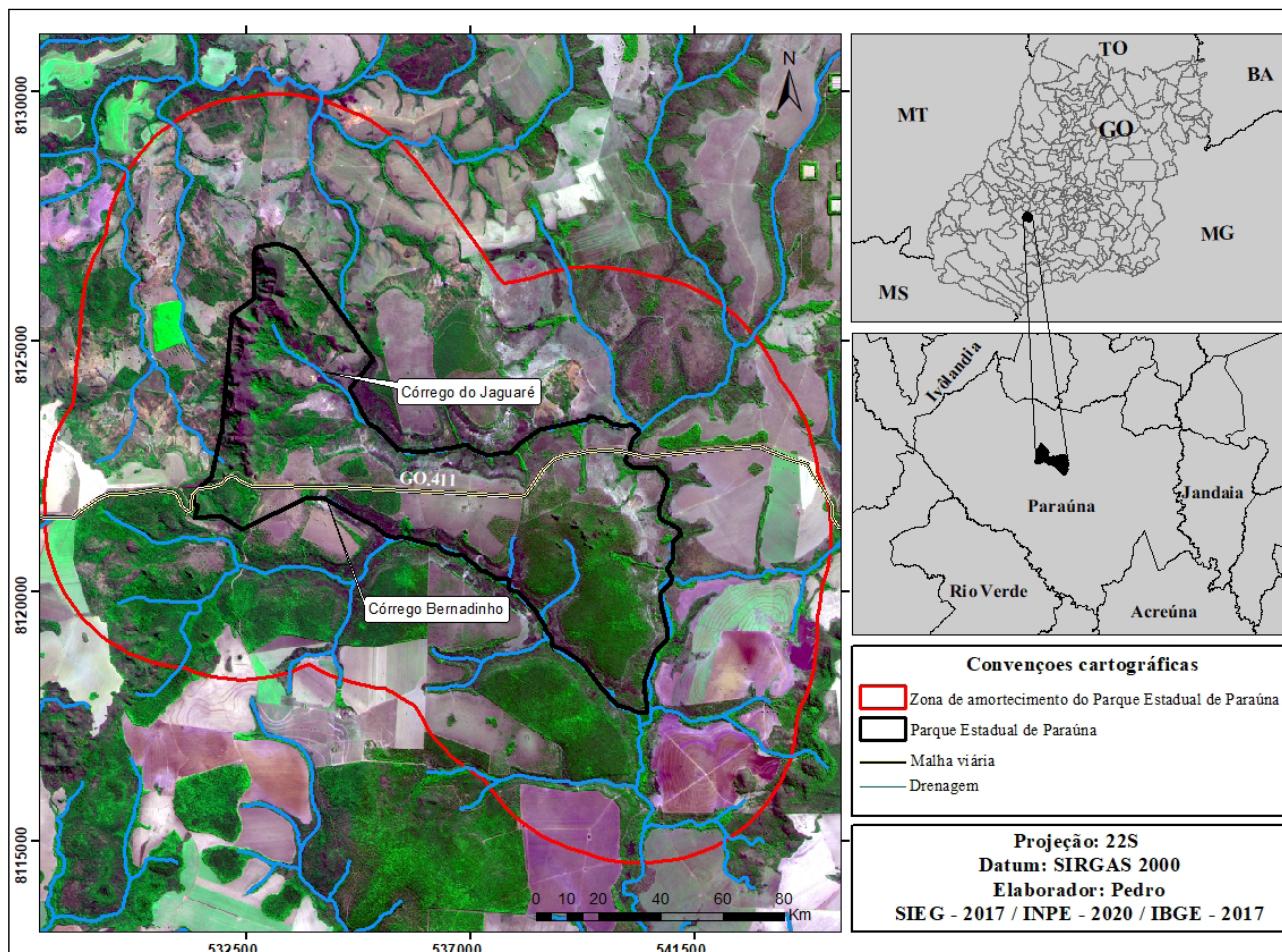 8130000
8125000
8120000
8115000
532500
537000
541500
N
Córrego do Jaguaré
GO.411
Córrego Bernadinho
0 10 20 40 60 80
Km
TO
BA
MT
GO
MG
MS
Ivôlandia
Paraúna
Jandaia
Rio Verde
Acreúna
Convençoes cartográficas
Zona de amortecimento do Parque Estadual de Paraúna
Parque Estadual de Paraúna
Malha viária
Drenagem
Projeção: 22S
Datum: SIRGAS 2000
Elaborador: Pedro
SIEG - 2017 / INPE - 2020 / IBGE - 2017